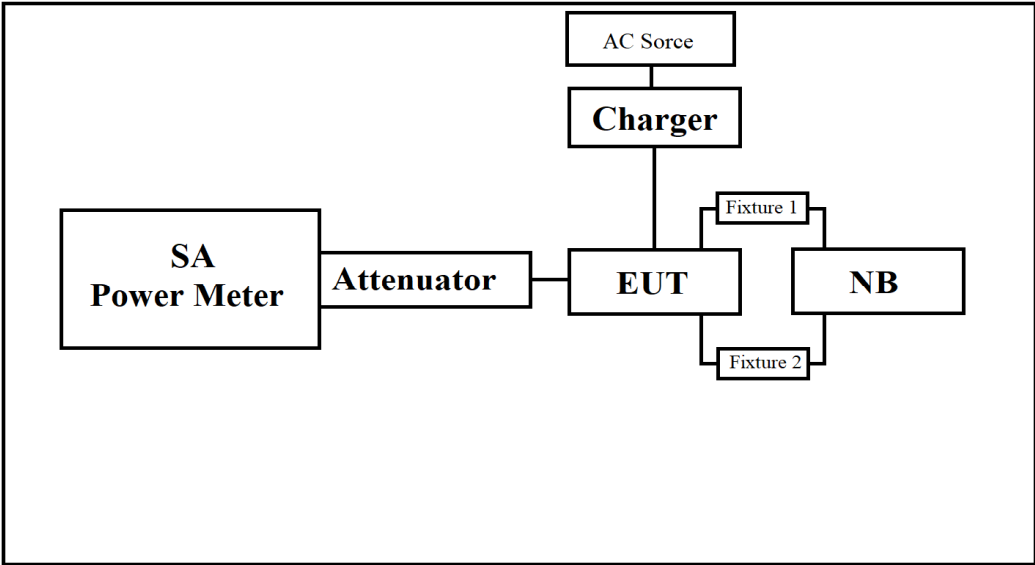 AC Sorce
Charger
Fixture 1
SA
Power Meter
Attenuator
EUT
NB
Fixture 2